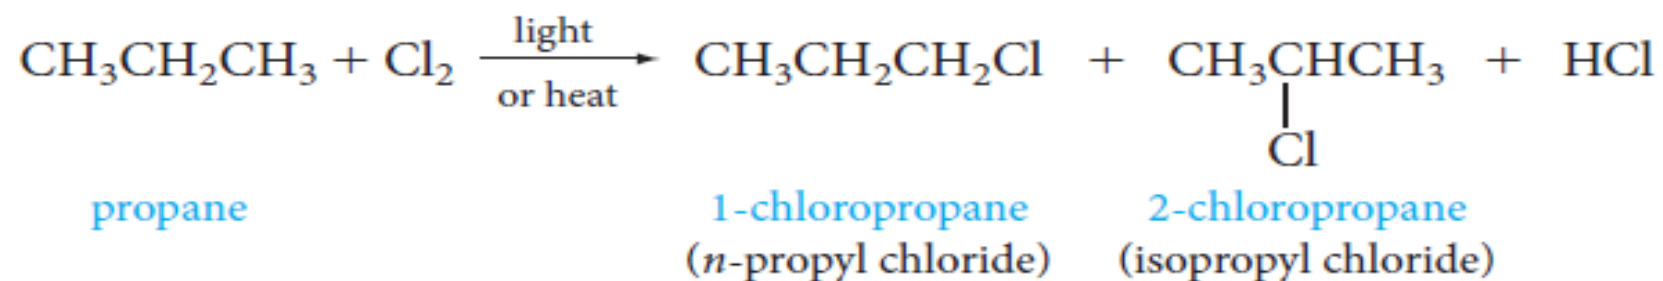 light
CH₃CH₂CH₃ + Cl₂ → CH₃CH₂CH₂Cl + CH₃CHCH₃ + HCl
or heat
Cl
propane 1-chloropropane 2-chloropropane
(n-propyl chloride) (isopropyl chloride)